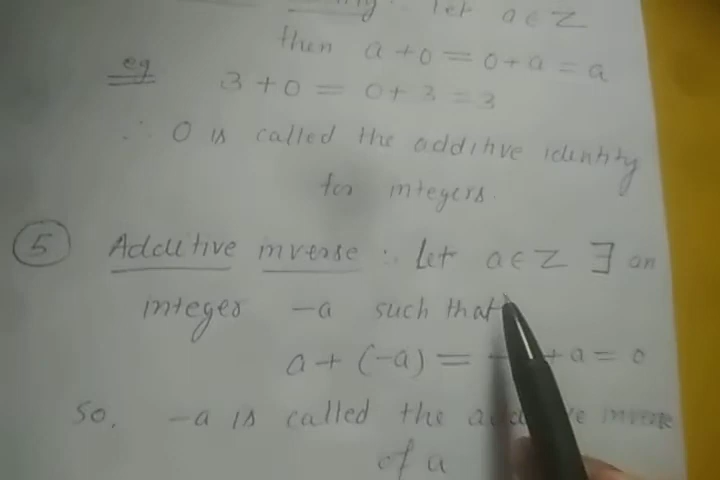 Let a ∈ Z
then a + 0 = 0 + a = a
eg 3 + 0 = 0 + 3 = 3
∴ 0 is called the additive identity
for integers.
5 Additive inverse : Let a ∈ Z ∃ an
integer -a such that
a + (-a) = + a = 0
So, -a is called the inverse
of a